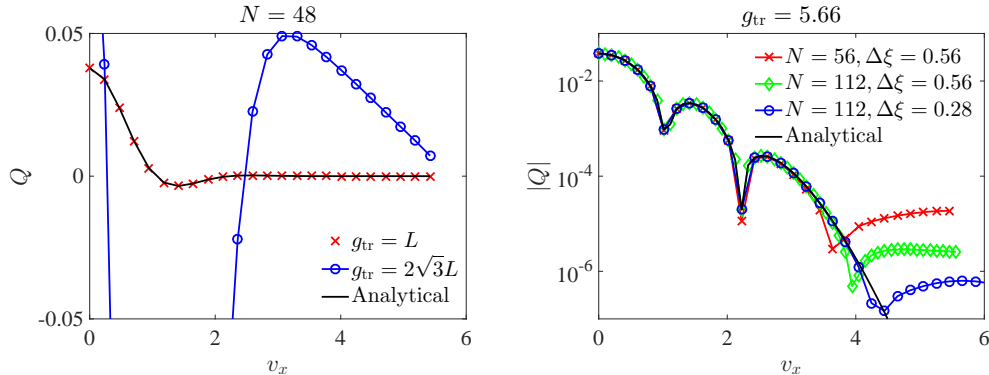 N = 48
0.05
0
-0.05
Q
0 2 4 6
v_x
g_tr = L
g_tr = 2√3L
Analytical
g_tr = 5.66
10^-2
10^-4
10^-6
|Q|
0 2 4 6
v_x
N = 56, Δξ = 0.56
N = 112, Δξ = 0.56
N = 112, Δξ = 0.28
Analytical